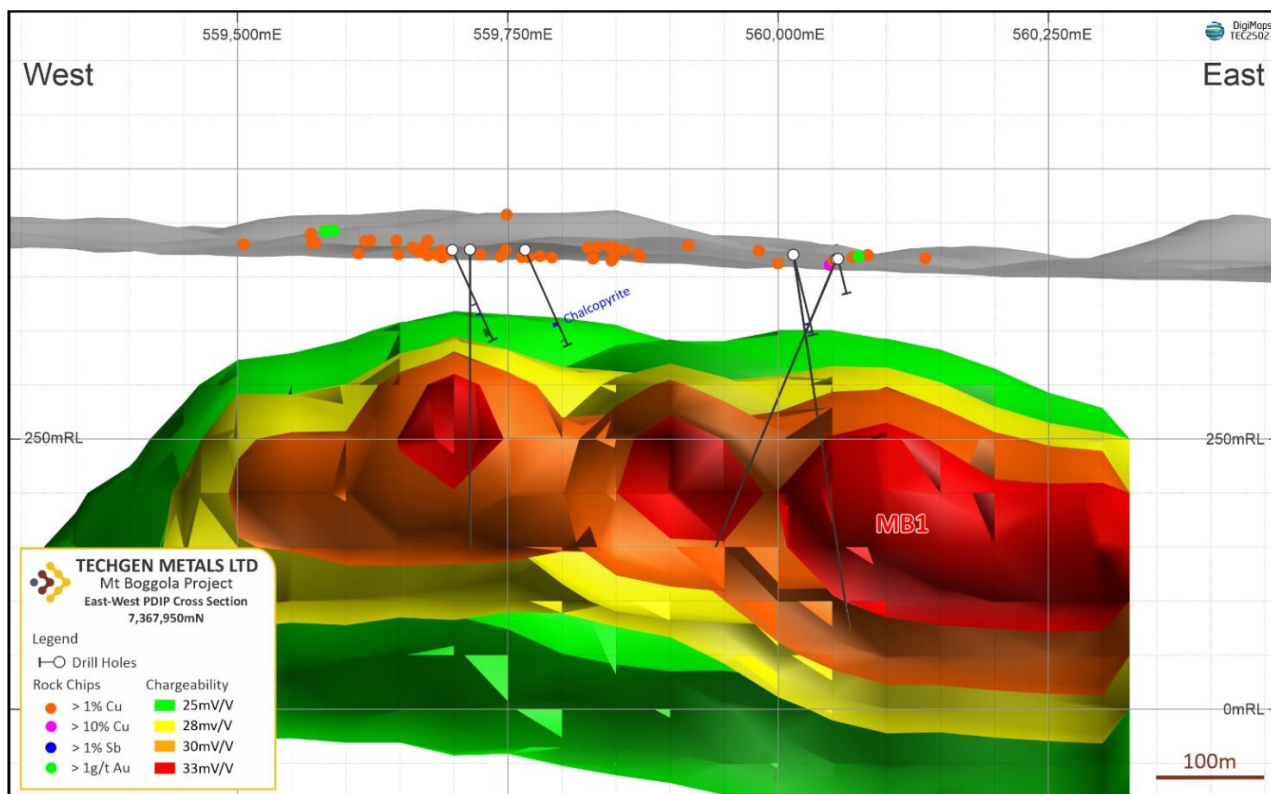 559,500mE
559,750mE
560,000mE
560,250mE
DigiMaps
West
East
Chalcopyrite
250mRL
250mRL
MB1
0mRL
100m
TECHGEN METALS LTD
Mt Boggola Project
East-West PDIP Cross Section
7,367,950mN
Legend
Drill Holes
Rock Chips
Chargeability
> 1% Cu
25mV/V
> 10% Cu
28mv/V
> 1% Sb
30mV/V
> 1g/t Au
33mV/V